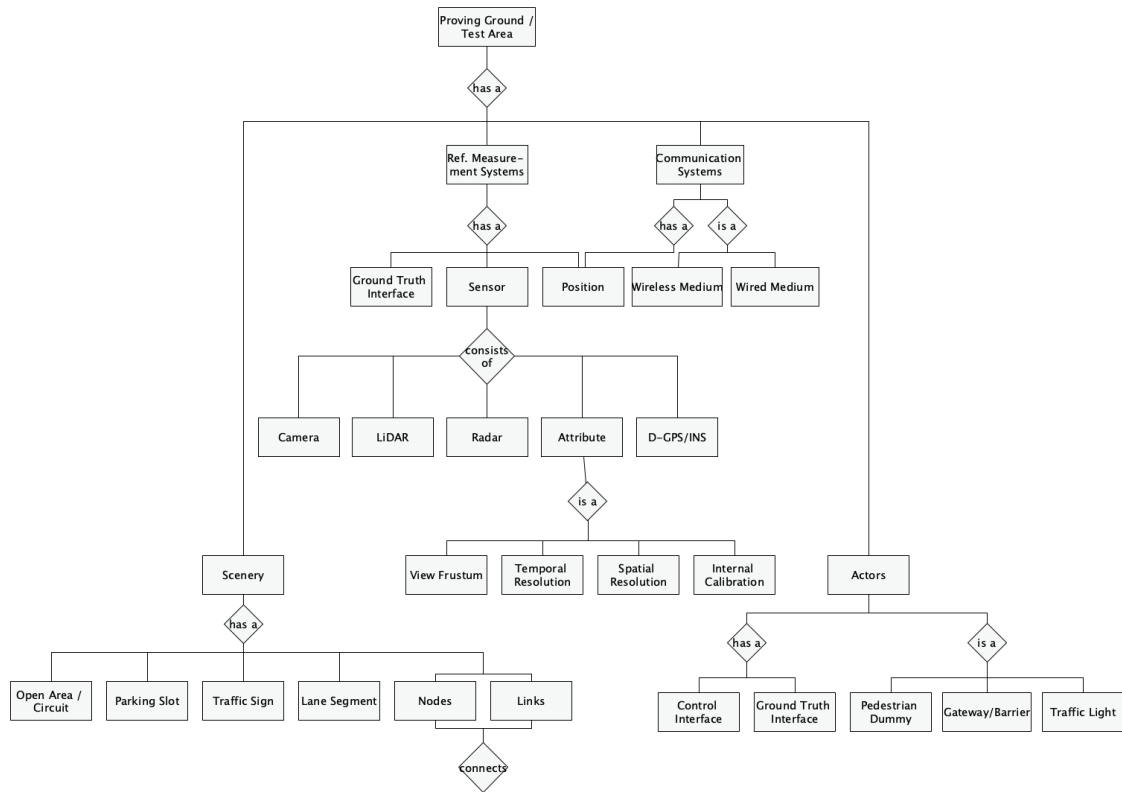 Proving Ground /
Test Area
has a
Ref. Measure-
ment Systems
Communication
Systems
has a
has a
is a
Ground Truth
Interface
Sensor
Position
Wireless Medium
Wired Medium
consists
of
Camera
LiDAR
Radar
Attribute
D-GPS/INS
is a
Scenery
View Frustum
Temporal
Resolution
Spatial
Resolution
Internal
Calibration
Actors
has a
has a
is a
Open Area /
Circuit
Parking Slot
Traffic Sign
Lane Segment
Nodes
Links
Control
Interface
Ground Truth
Interface
Pedestrian
Dummy
Gateway/Barrier
Traffic Light
connects